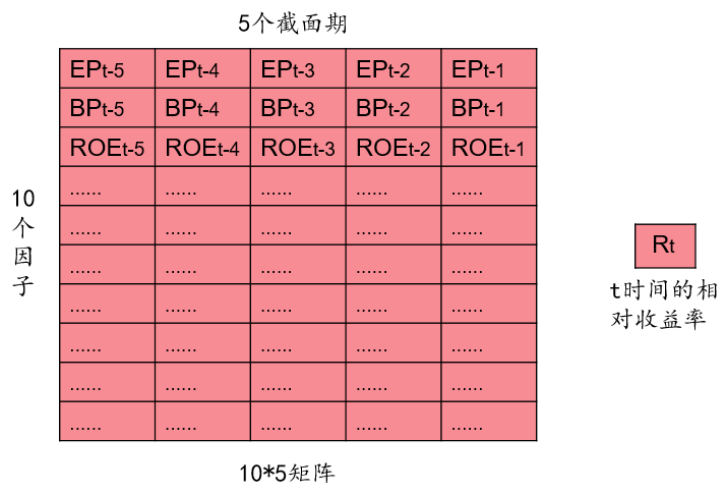 5个截面期
EPt-5 EPt-4 EPt-3 EPt-2 EPt-1
BPt-5 BPt-4 BPt-3 BPt-2 BPt-1
ROEt-5 ROEt-4 ROEt-3 ROEt-2 ROEt-1
...... ...... ...... ...... ......
...... ...... ...... ...... ......
...... ...... ...... ...... ......
...... ...... ...... ...... ......
...... ...... ...... ...... ......
...... ...... ...... ...... ......
...... ...... ...... ...... ......
10
个
因
子
10*5矩阵
Rt
t时间的相
对收益率